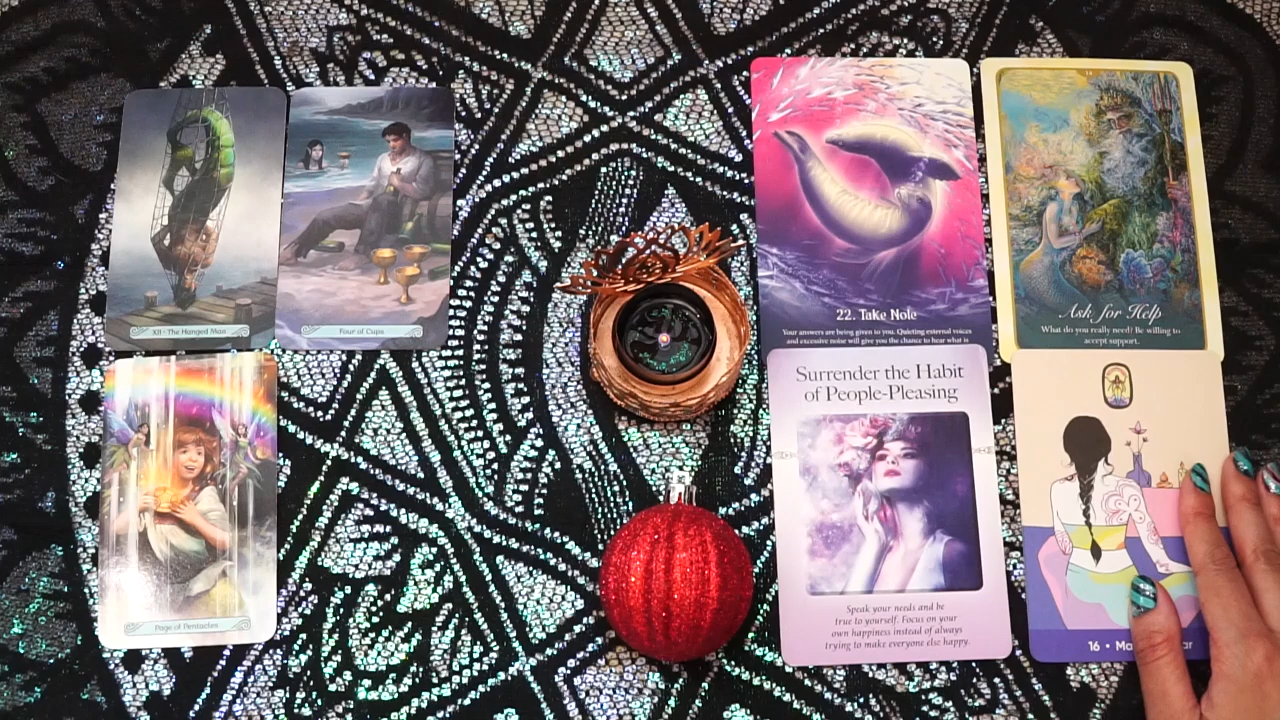 XII - The Hanged Man
Four of Cups
Page of Pentacles
22. Take Note
Your answers are being given to you. Quieting external voices
and excessive noise will give you the chance to hear what is
Ask for Help
What do you really need? Be willing to
accept support.
Surrender the Habit
of People-Pleasing
Speak your needs and be
true to yourself. Focus on your
own happiness instead of always
trying to make everyone else happy.
16 •